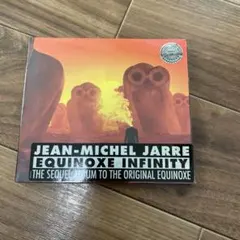 JEAN-MICHEL JARRE
EQUINOXE INFINITY
THE SEQUEL ALBUM TO THE ORIGINAL EQUINOXE